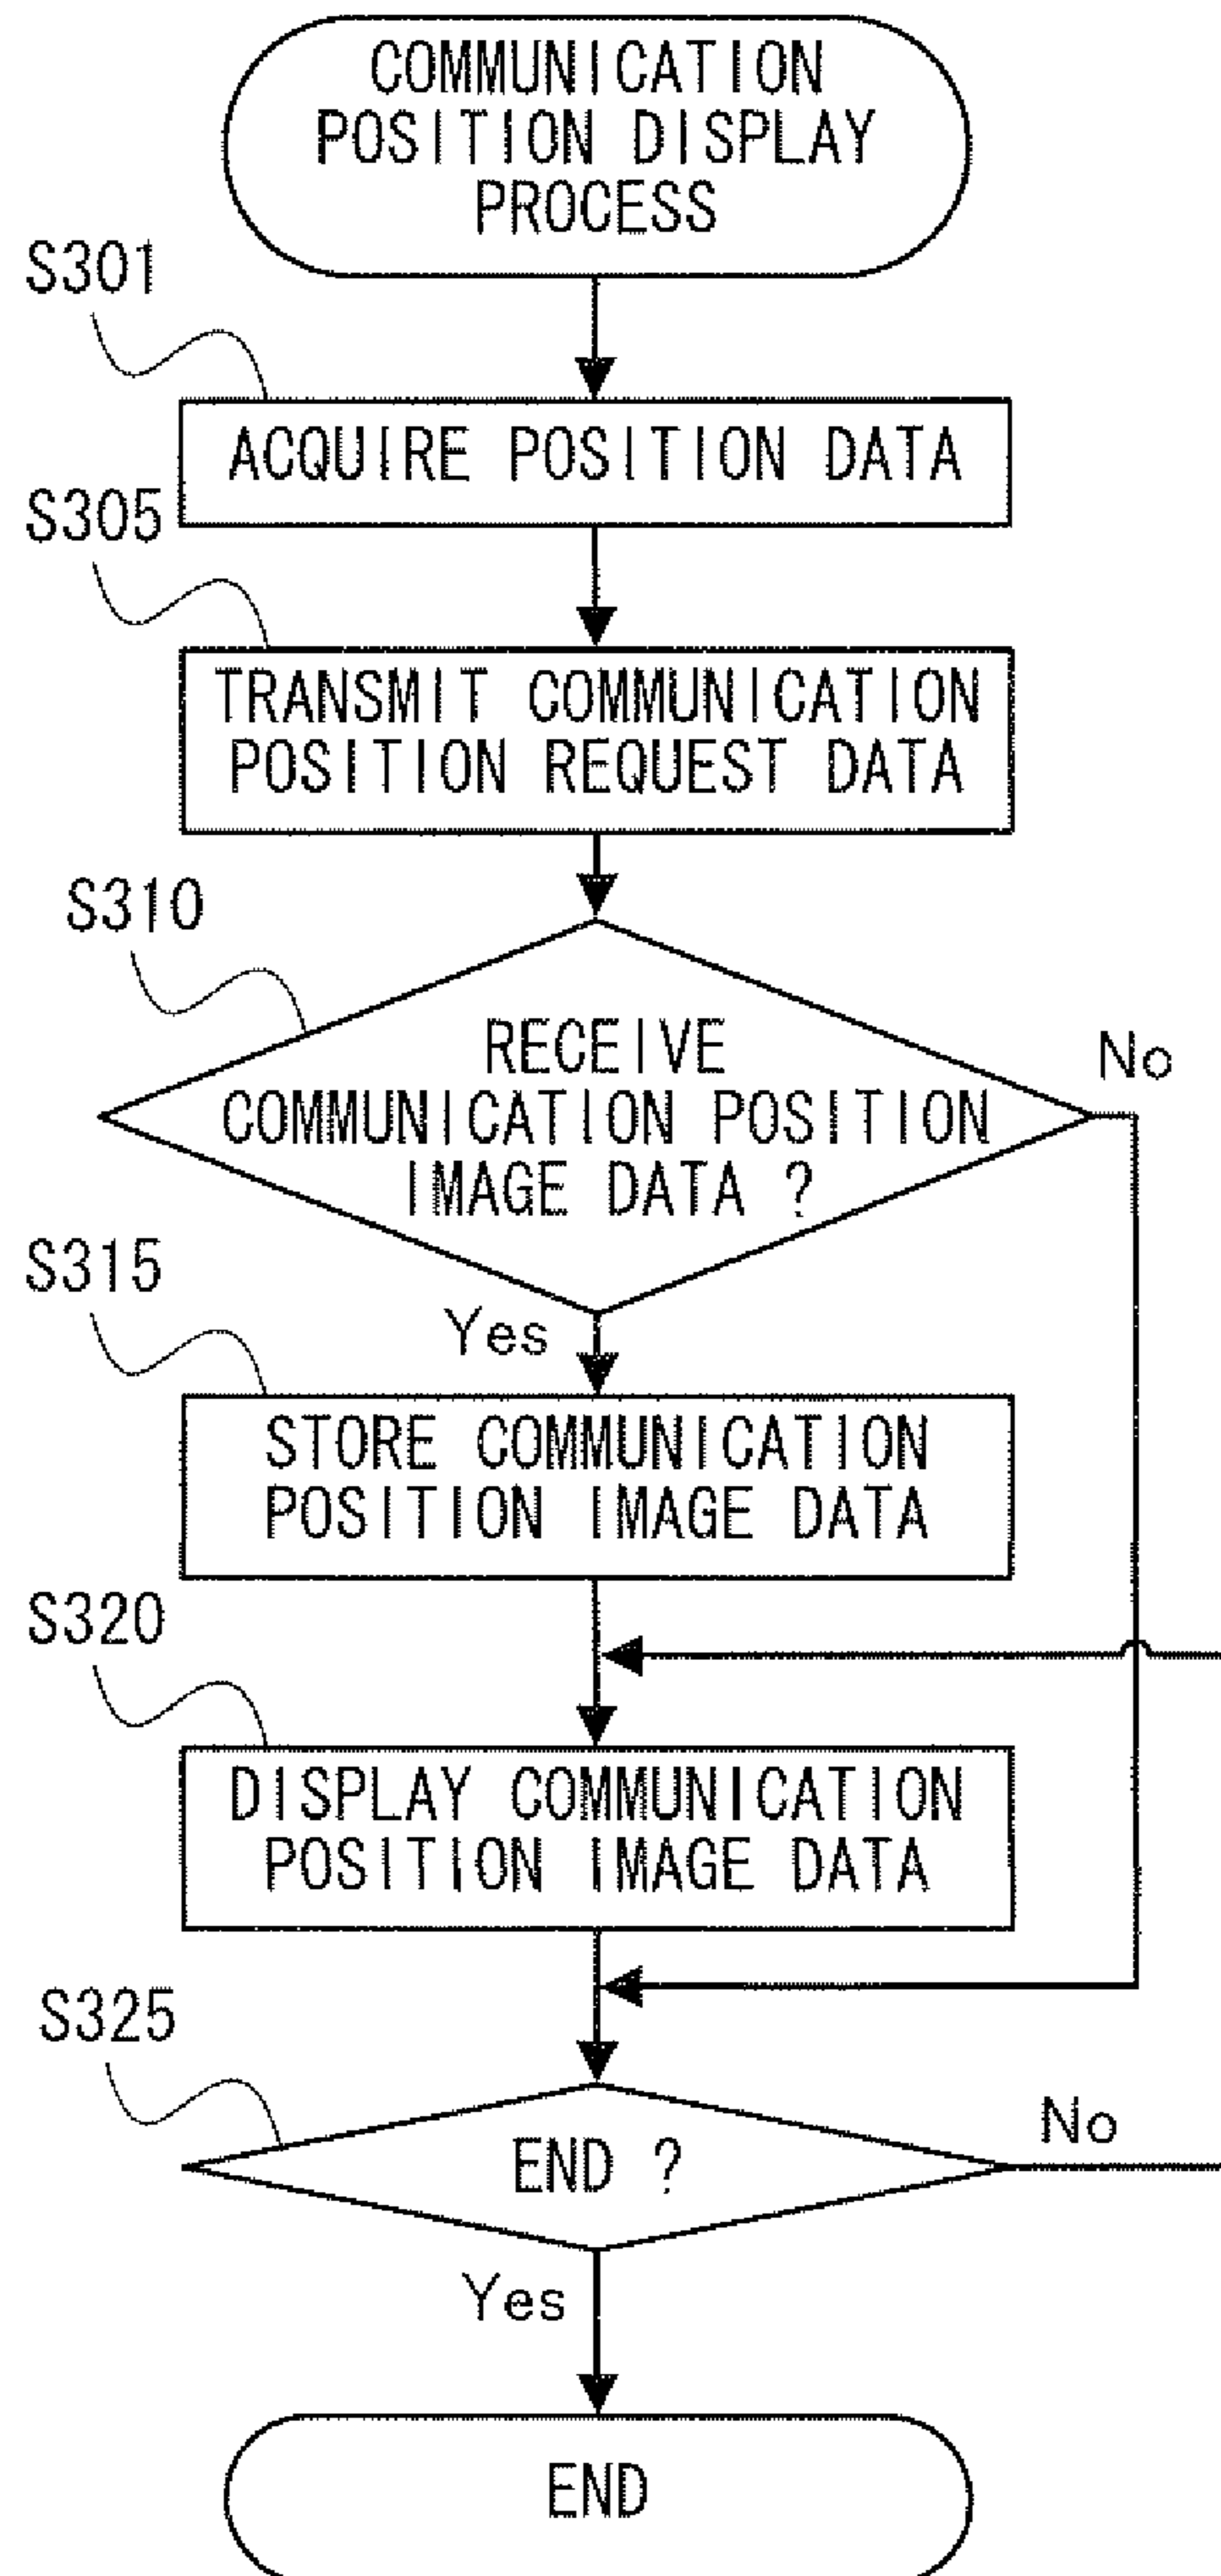 COMMUNICATION
POSITION DISPLAY
PROCESS
S301
ACQUIRE POSITION DATA
S305
TRANSMIT COMMUNICATION
POSITION REQUEST DATA
S310
RECEIVE
COMMUNICATION POSITION
IMAGE DATA ?
No
Yes
S315
STORE COMMUNICATION
POSITION IMAGE DATA
S320
DISPLAY COMMUNICATION
POSITION IMAGE DATA
S325
END ?
No
Yes
END